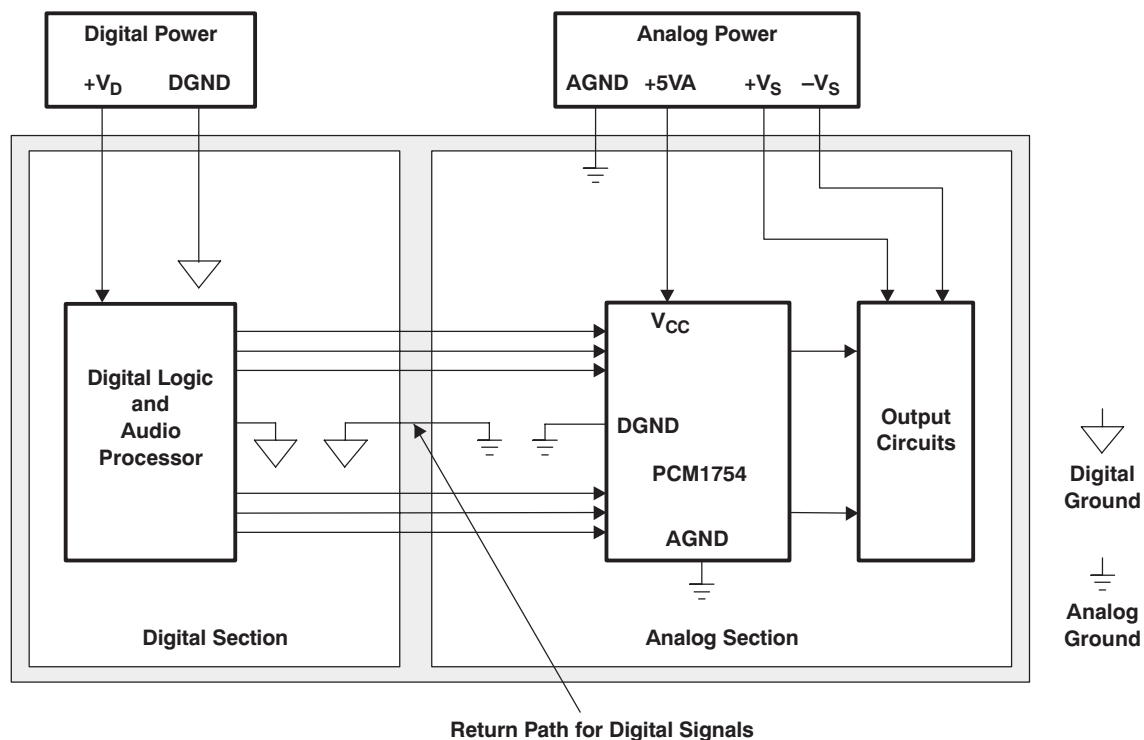 Digital Power
+VD DGND
Analog Power
AGND +5VA +VS –VS
VCC
Digital Logic
and
Audio
Processor
DGND
PCM1754
AGND
Output
Circuits
Digital
Ground
Analog
Ground
Digital Section
Analog Section
Return Path for Digital Signals